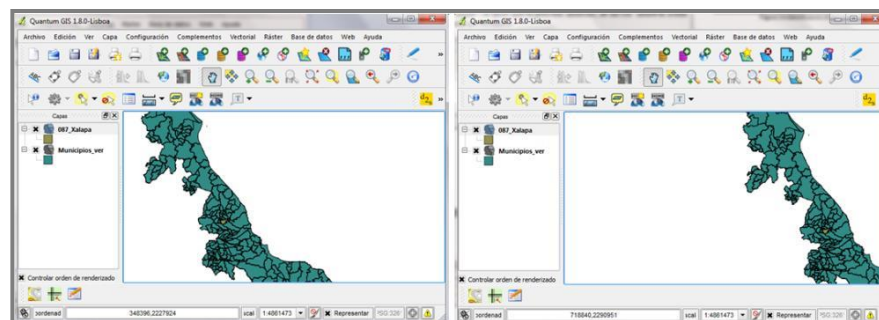 Quantum GIS 1.8.0-Lisboa
Archivo Edición Ver Capa Configuración Complementos Vectorial Ráster Base de datos Web Ayuda
Capas
087_Xalapa
Municipios_ver
Controlar orden de renderizado
348396,2227924
1:4861473
Representar
Quantum GIS 1.8.0-Lisboa
Archivo Edición Ver Capa Configuración Complementos Vectorial Ráster Base de datos Web Ayuda
Capas
087_Xalapa
Municipios_ver
Controlar orden de renderizado
718840,2290951
1:4861473
Representar